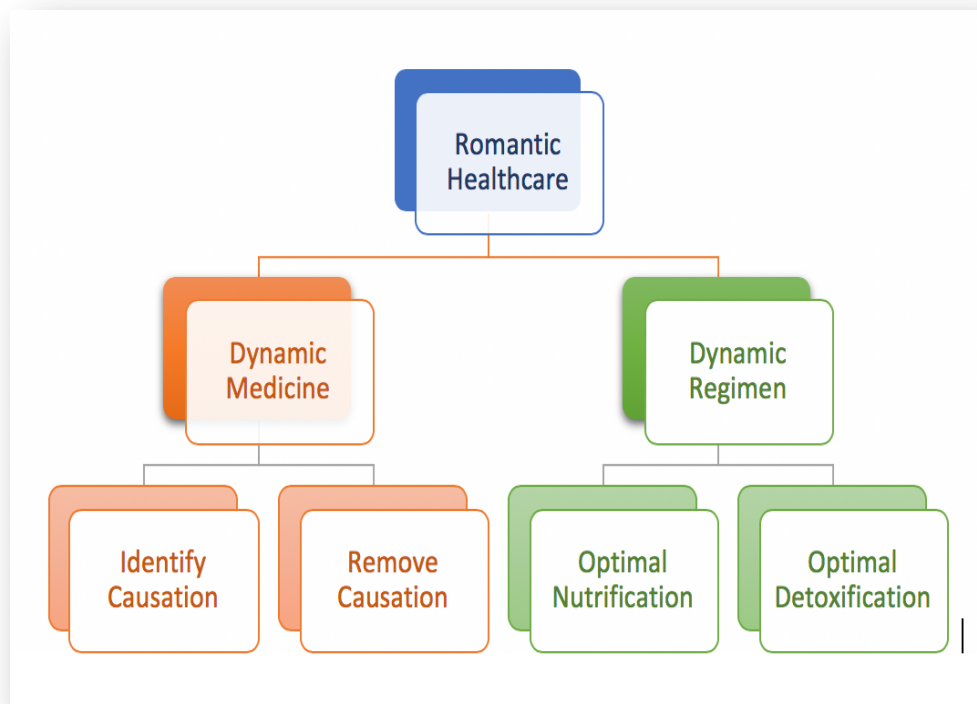 Romantic
Healthcare
Dynamic
Medicine
Dynamic
Regimen
Identify
Causation
Remove
Causation
Optimal
Nutrification
Optimal
Detoxification